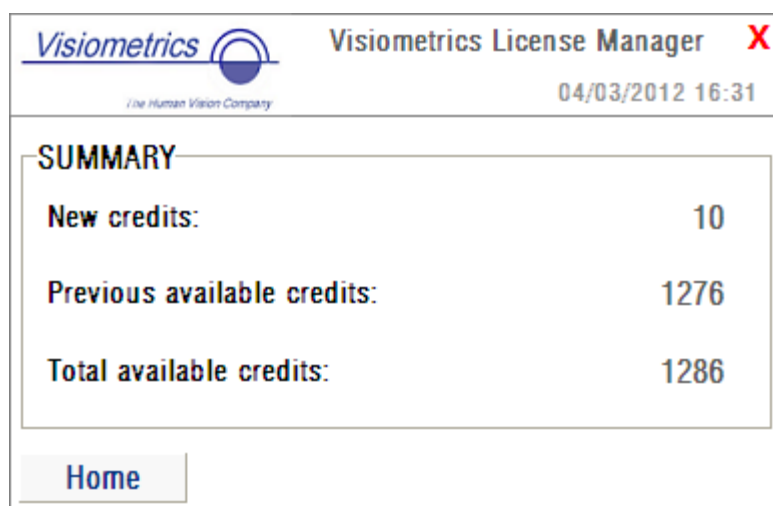 Visiometrics
The Human Vision Company
Visiometrics License Manager X
04/03/2012 16:31
SUMMARY
New credits: 10
Previous available credits: 1276
Total available credits: 1286
Home